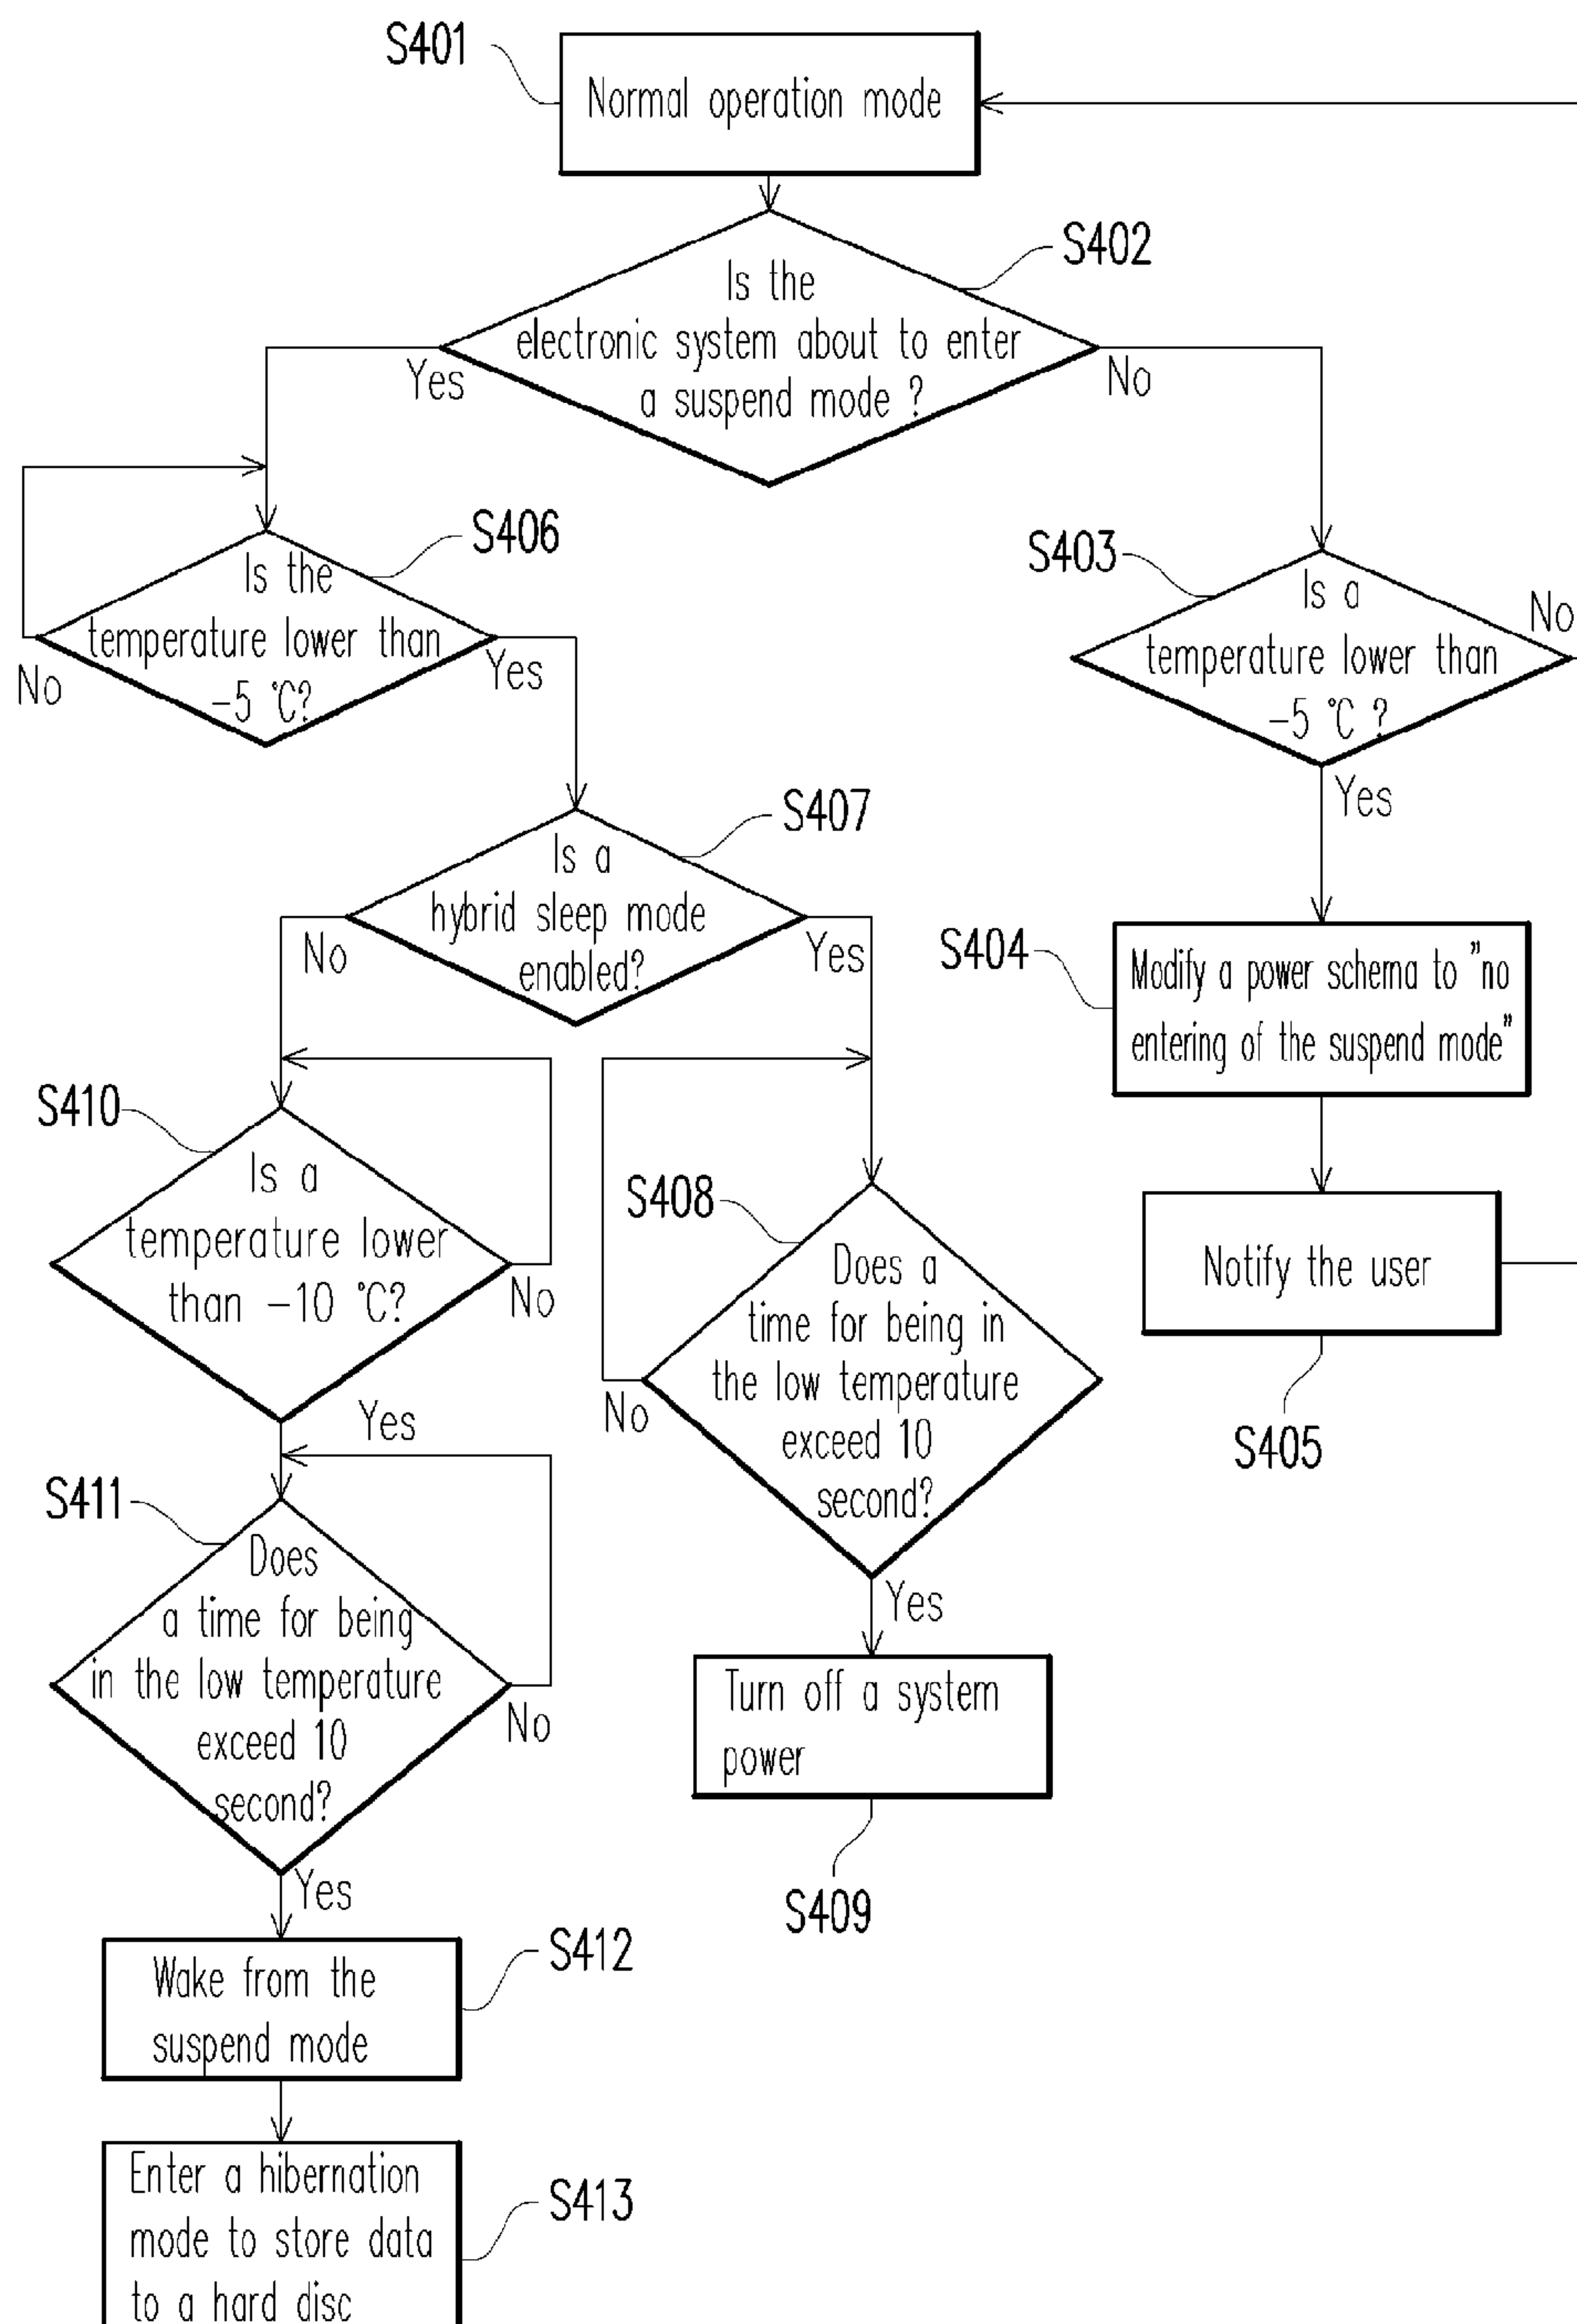 S401
Normal operation mode
S402
Is the
electronic system about to enter
a suspend mode ?
Yes
No
S406
Is the
temperature lower than
-5 °C?
No
Yes
S403
Is a
temperature lower than
-5 °C ?
No
Yes
S407
Is a
hybrid sleep mode
enabled?
No
Yes
S404
Modify a power schema to "no
entering of the suspend mode"
S410
Is a
temperature lower
than -10 °C?
No
Yes
S408
Does a
time for being in
the low temperature
exceed 10
second?
No
Yes
Notify the user
S405
S411
Does
a time for being
in the low temperature
exceed 10
second?
No
Yes
Turn off a system
power
S409
Wake from the
suspend mode
S412
Enter a hibernation
mode to store data
to a hard disc
S413